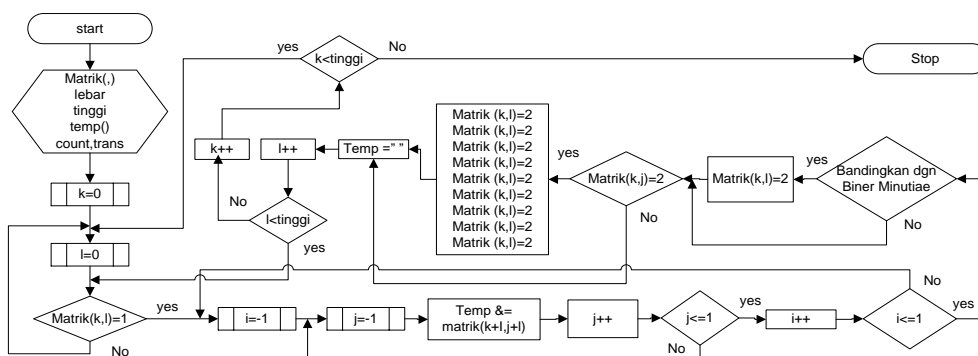 start
Matrik(,)
lebar
tinggi
temp()
count,trans
k=0
l=0
Matrik(k,l)=1
yes
No
yes
k<tinggi
No
Stop
k++
l++
Temp =" "
No
l<tinggi
yes
Matrik (k,l)=2
Matrik (k,l)=2
Matrik (k,l)=2
Matrik (k,l)=2
Matrik (k,l)=2
Matrik (k,l)=2
Matrik (k,l)=2
Matrik (k,l)=2
Matrik (k,l)=2
yes
Matrik(k,j)=2
No
Matrik(k,l)=2
yes
Bandingkan dgn
Biner Minutiae
No
i=-1
j=-1
Temp &=
matrik(k+l,j+l)
j++
j<=1
yes
No
i++
i<=1
No
yes